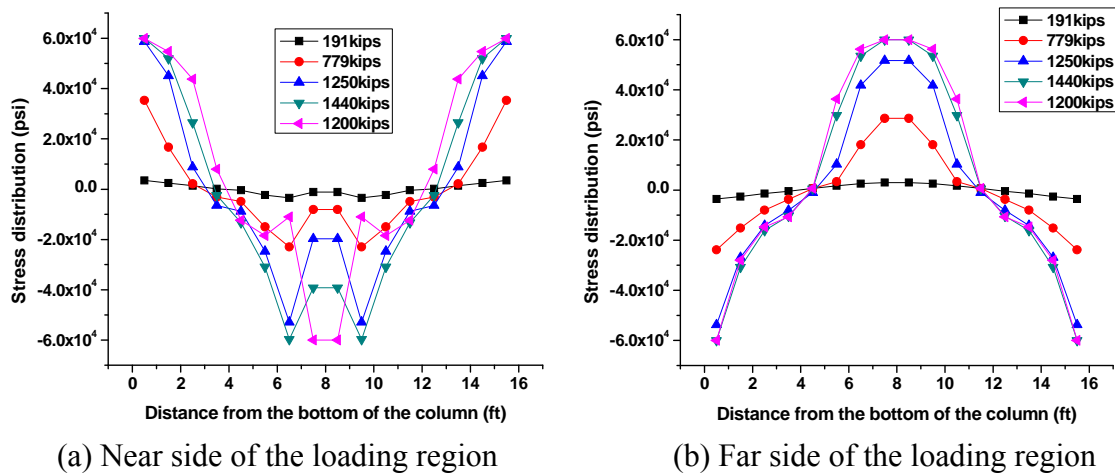 6.0x10⁴
4.0x10⁴
2.0x10⁴
0.0
-2.0x10⁴
-4.0x10⁴
-6.0x10⁴
Stress distribution (psi)
191kips
779kips
1250kips
1440kips
1200kips
0 2 4 6 8 10 12 14 16
Distance from the bottom of the column (ft)
(a) Near side of the loading region
6.0x10⁴
4.0x10⁴
2.0x10⁴
0.0
-2.0x10⁴
-4.0x10⁴
-6.0x10⁴
Stress distribution (psi)
191kips
779kips
1250kips
1440kips
1200kips
0 2 4 6 8 10 12 14 16
Distance from the bottom of the column (ft)
(b) Far side of the loading region